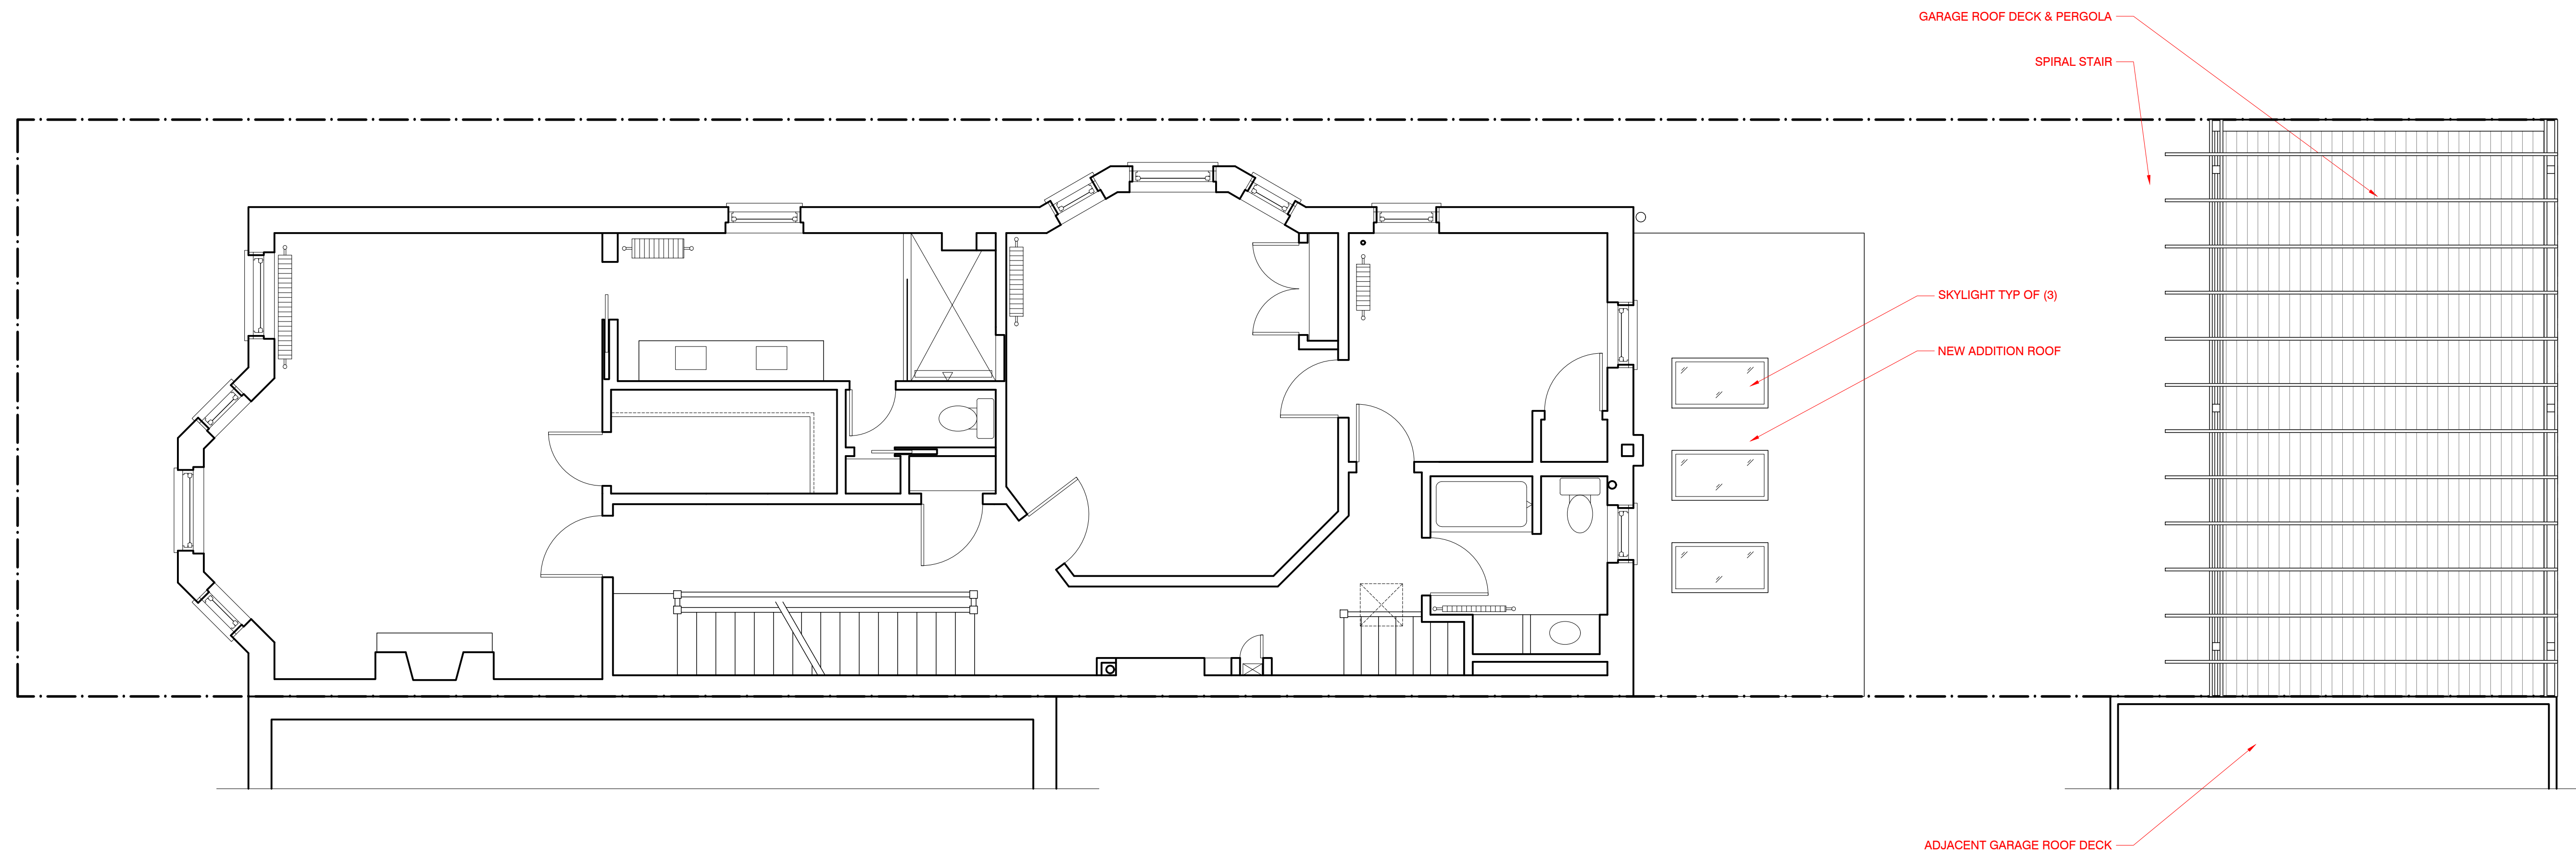 GARAGE ROOF DECK & PERGOLA
SPIRAL STAIR
SKYLIGHT TYP OF (3)
NEW ADDITION ROOF
ADJACENT GARAGE ROOF DECK